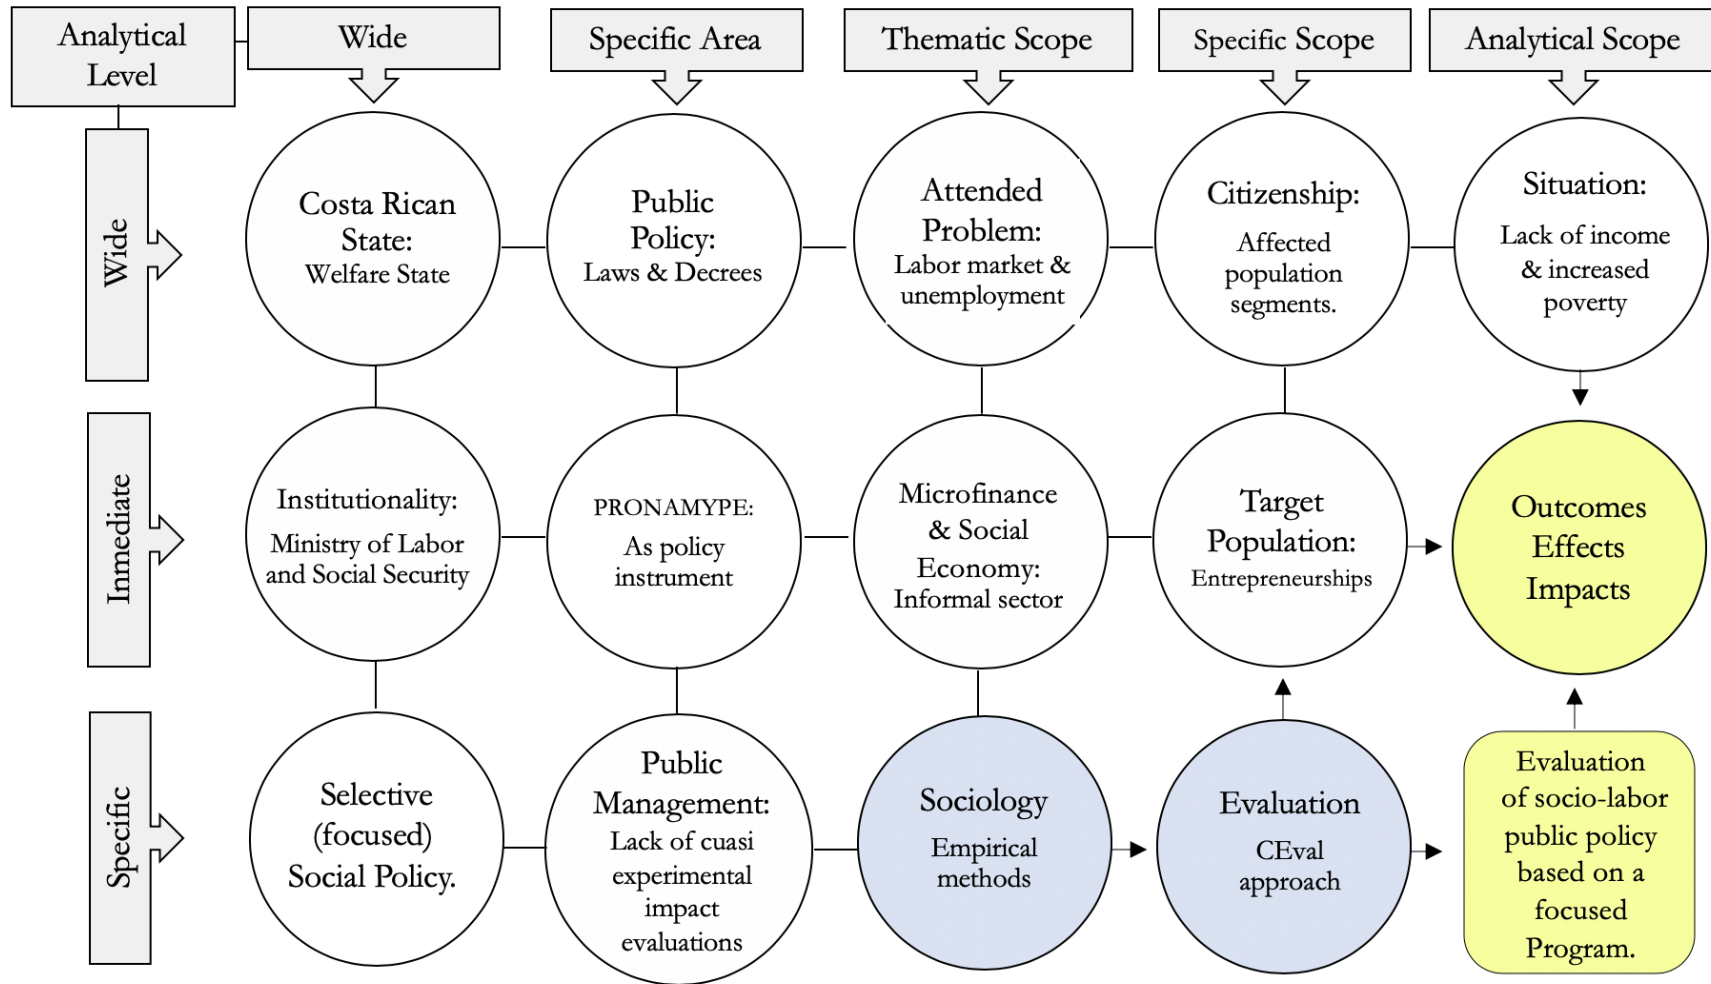 Analytical
Level
Wide
Specific Area
Thematic Scope
Specific Scope
Analytical Scope
Wide
Costa Rican
State:
Welfare State
Public
Policy:
Laws & Decrees
Attended
Problem:
Labor market &
unemployment
Citizenship:
Affected
population
segments.
Situation:
Lack of income
& increased
poverty
Inmediate
Institutionality:
Ministry of Labor
and Social Security
PRONAMYPE:
As policy
instrument
Microfinance
& Social
Economy:
Informal sector
Target
Population:
Entrepreneurships
Outcomes
Effects
Impacts
Specific
Selective
(focused)
Social Policy.
Public
Management:
Lack of cuasi
experimental
impact
evaluations
Sociology
Empirical
methods
Evaluation
CEval
approach
Evaluation
of socio-labor
public policy
based on a
focused
Program.